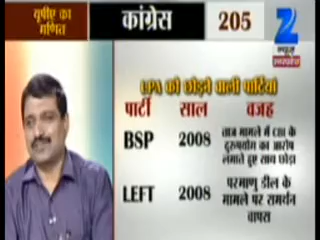 यूपीए का
गणित
कांग्रेस 205
Z
न्यूज़
UPA को छोड़ने वाली पार्टियां
पार्टी साल वजह
BSP 2008 ताज मामले में CBI के
दुरुपयोग का आरोप
लगाते हुए साथ छोड़ा
LEFT 2008 परमाणु डील के
मामले पर समर्थन
वापस